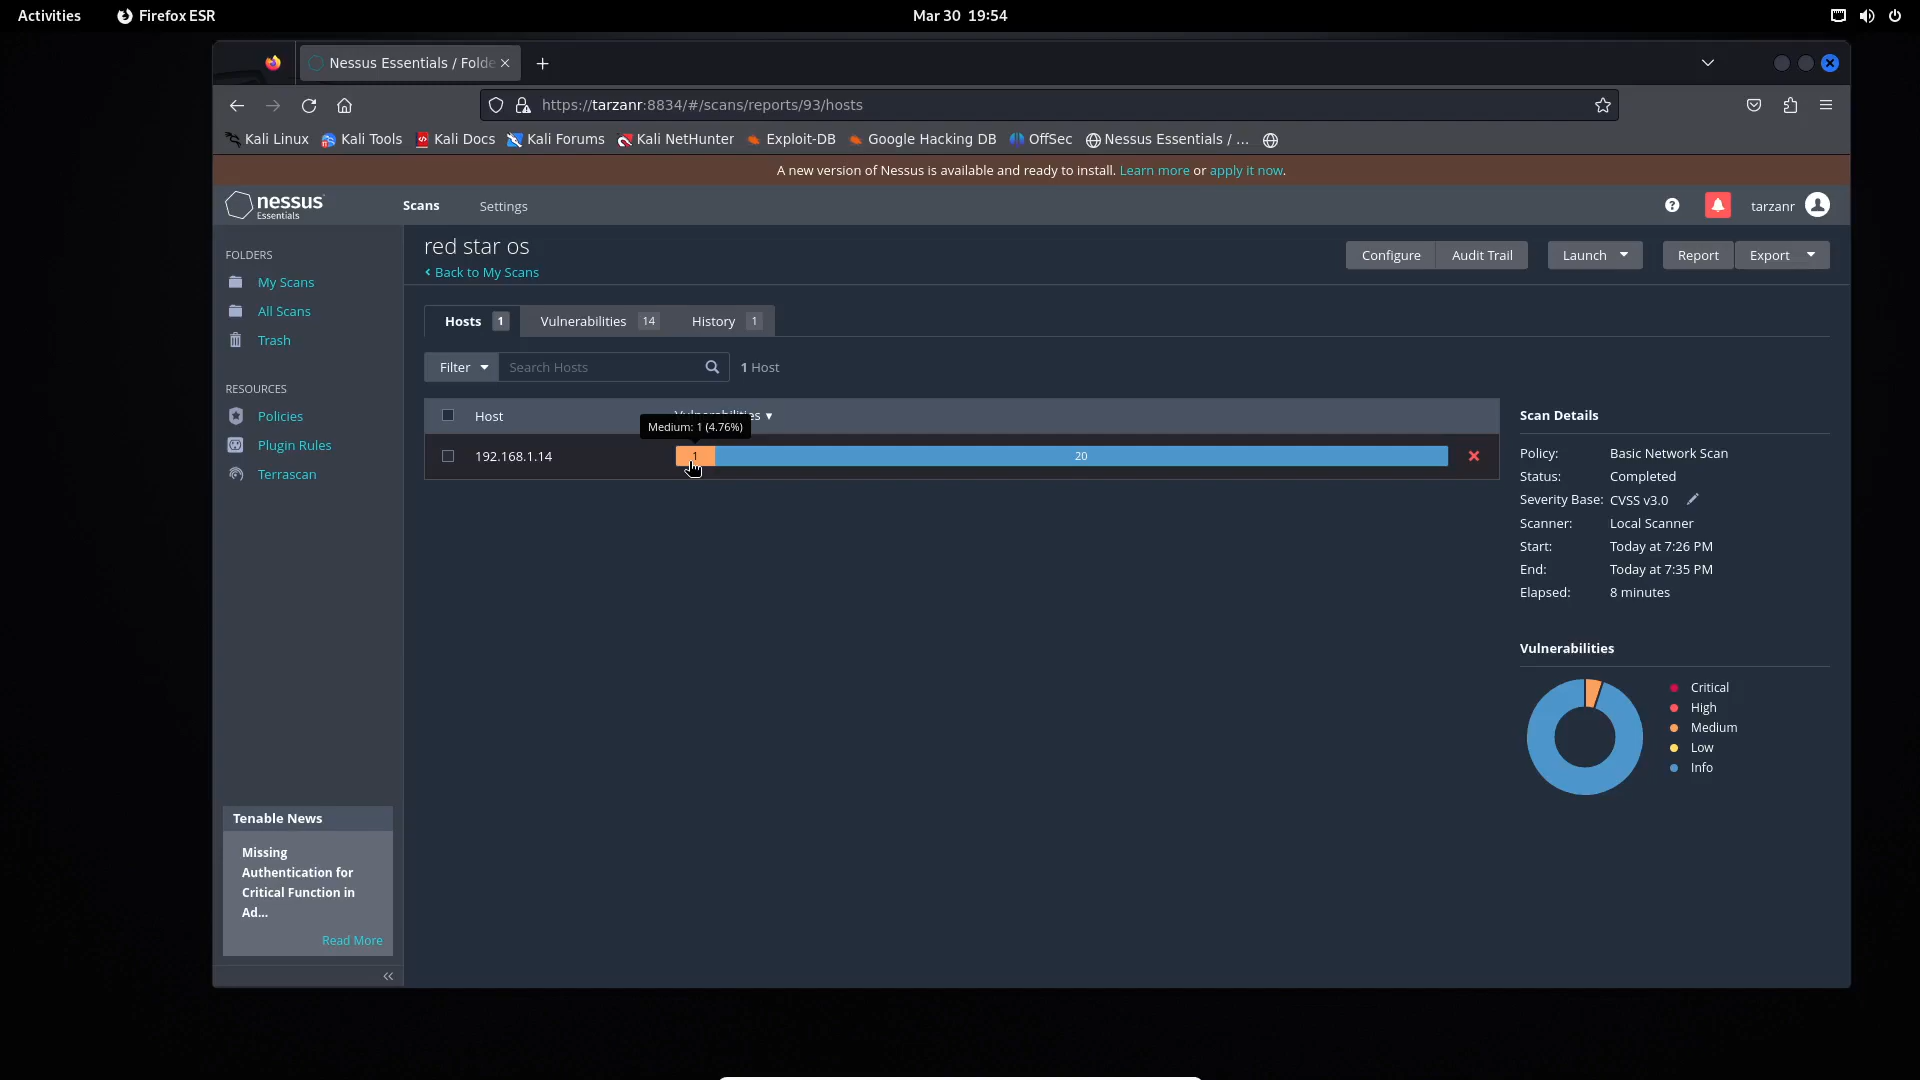 Activities
Firefox ESR
Mar 30 19:54
Nessus Essentials / Folde
https://tarzanr:8834/#/scans/reports/93/hosts
Kali Linux
Kali Tools
Kali Docs
Kali Forums
Kali NetHunter
Exploit-DB
Google Hacking DB
OffSec
Nessus Essentials / ...
A new version of Nessus is available and ready to install. Learn more or apply it now.
nessus
Essentials
Scans
Settings
tarzanr
FOLDERS
My Scans
All Scans
Trash
RESOURCES
Policies
Plugin Rules
Terrascan
Tenable News
Missing
Authentication for
Critical Function in
Ad...
Read More
red star os
Back to My Scans
Configure
Audit Trail
Launch
Report
Export
Hosts 1
Vulnerabilities 14
History 1
Filter
Search Hosts
1 Host
Host
Vulnerabilities
Medium: 1 (4.76%)
192.168.1.14
1
20
Scan Details
Policy: Basic Network Scan
Status: Completed
Severity Base: CVSS v3.0
Scanner: Local Scanner
Start: Today at 7:26 PM
End: Today at 7:35 PM
Elapsed: 8 minutes
Vulnerabilities
Critical
High
Medium
Low
Info